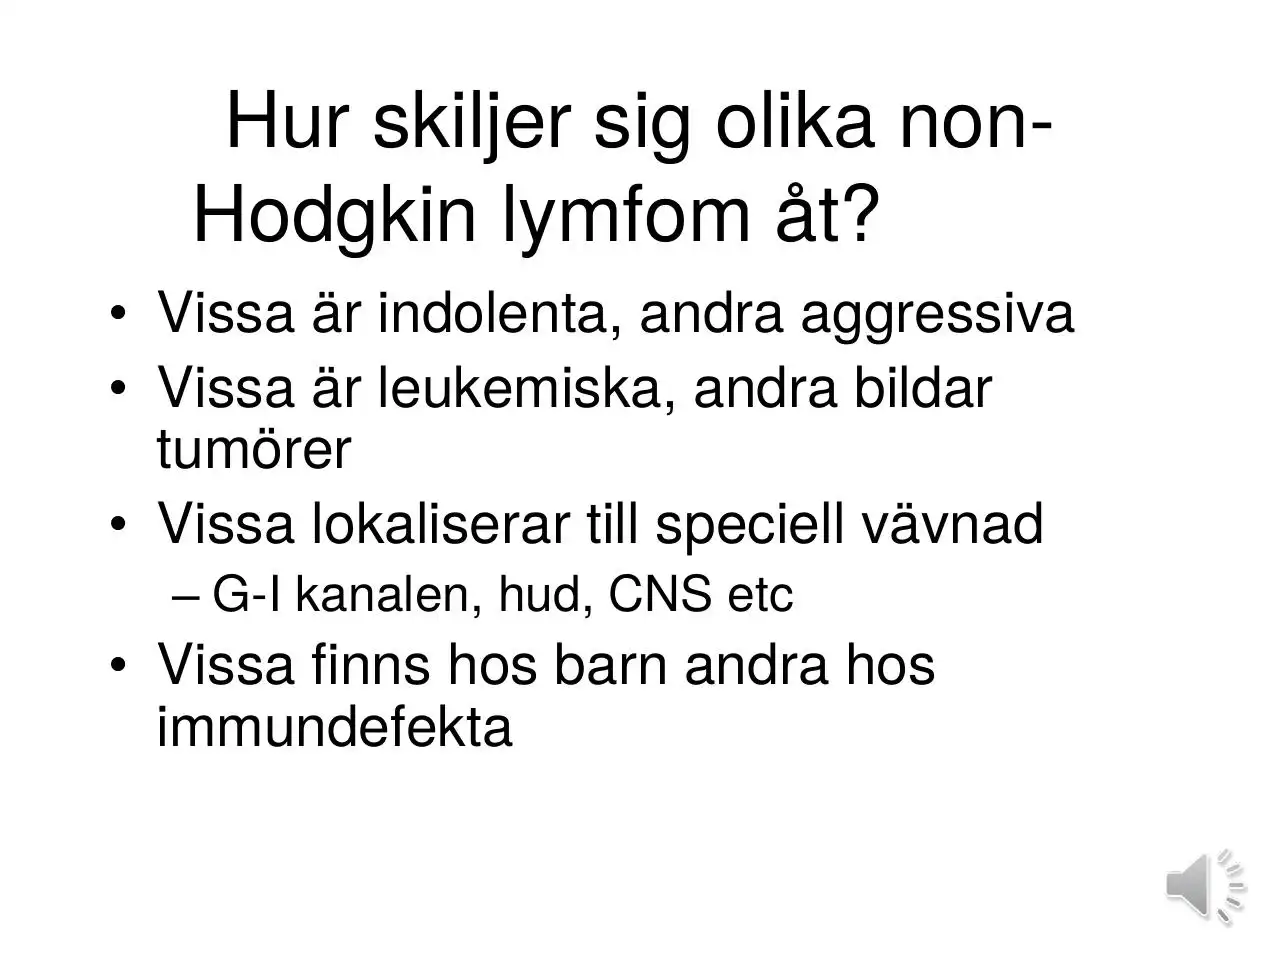 Hur skiljer sig olika non-
Hodgkin lymfom åt?
• Vissa är indolenta, andra aggressiva
• Vissa är leukemiska, andra bildar
tumörer
• Vissa lokaliserar till speciell vävnad
– G-I kanalen, hud, CNS etc
• Vissa finns hos barn andra hos
immundefekta